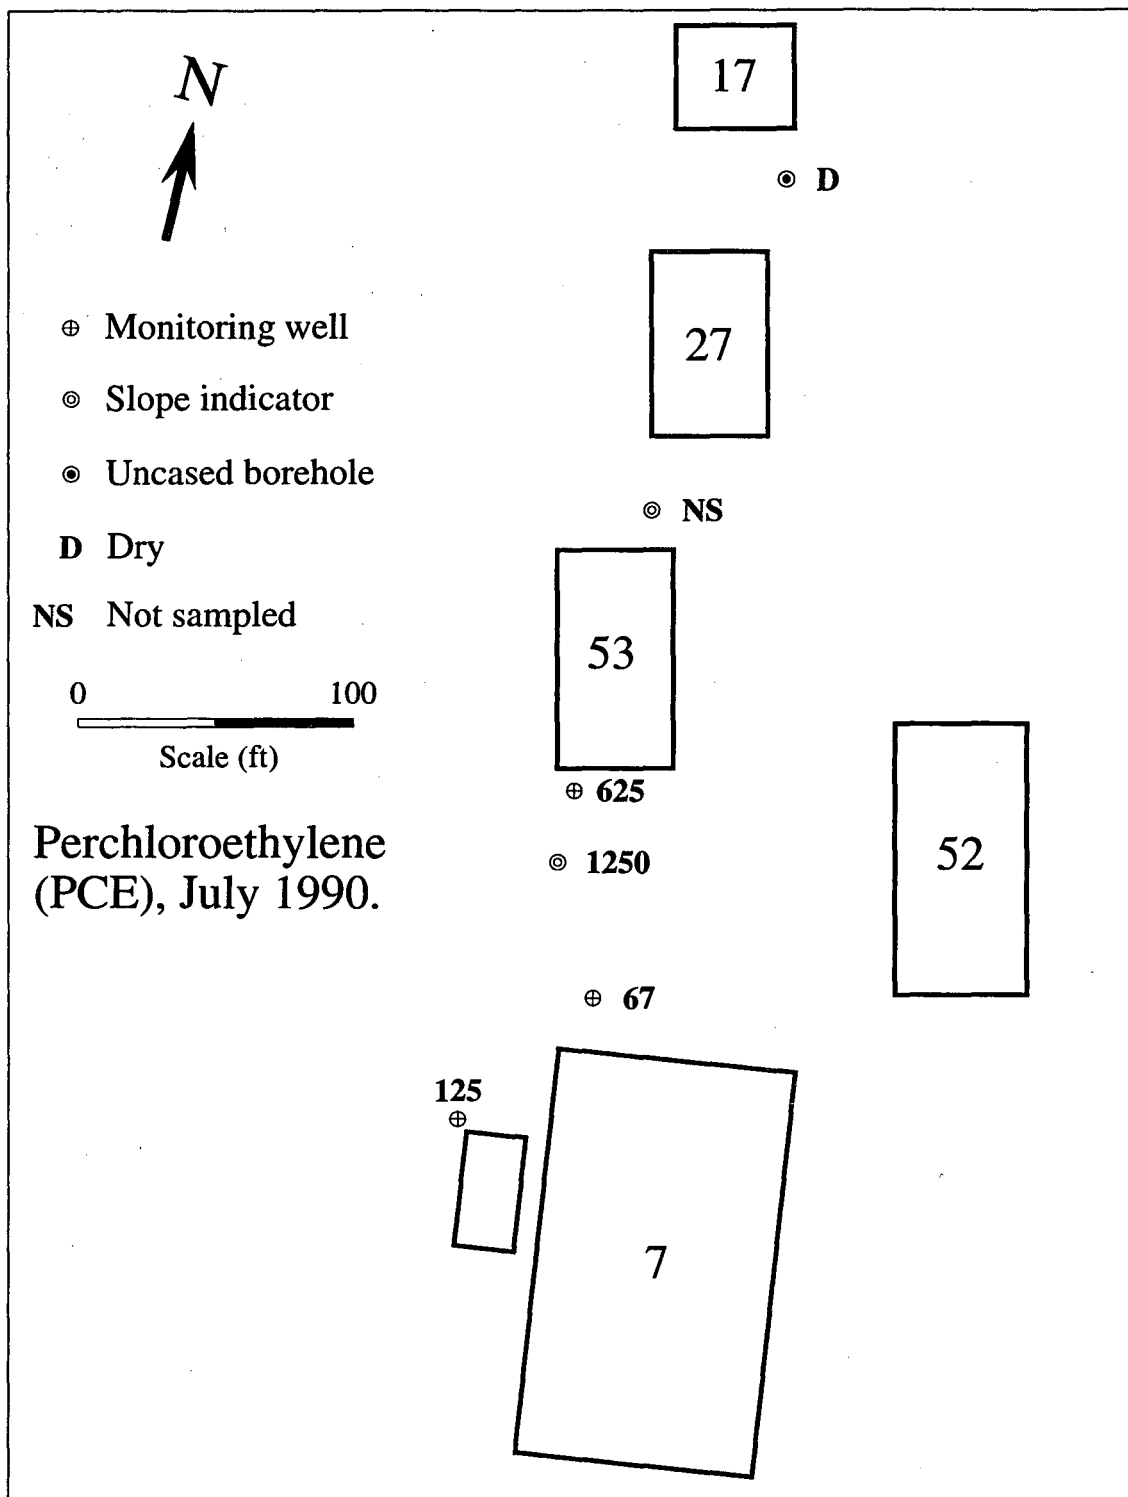 N
17
D
27
⊕ Monitoring well
◎ Slope indicator
Uncased borehole
D Dry
NS Not sampled
NS
53
0 100
Scale (ft)
625
1250
52
Perchloroethylene
(PCE), July 1990.
67
125
7